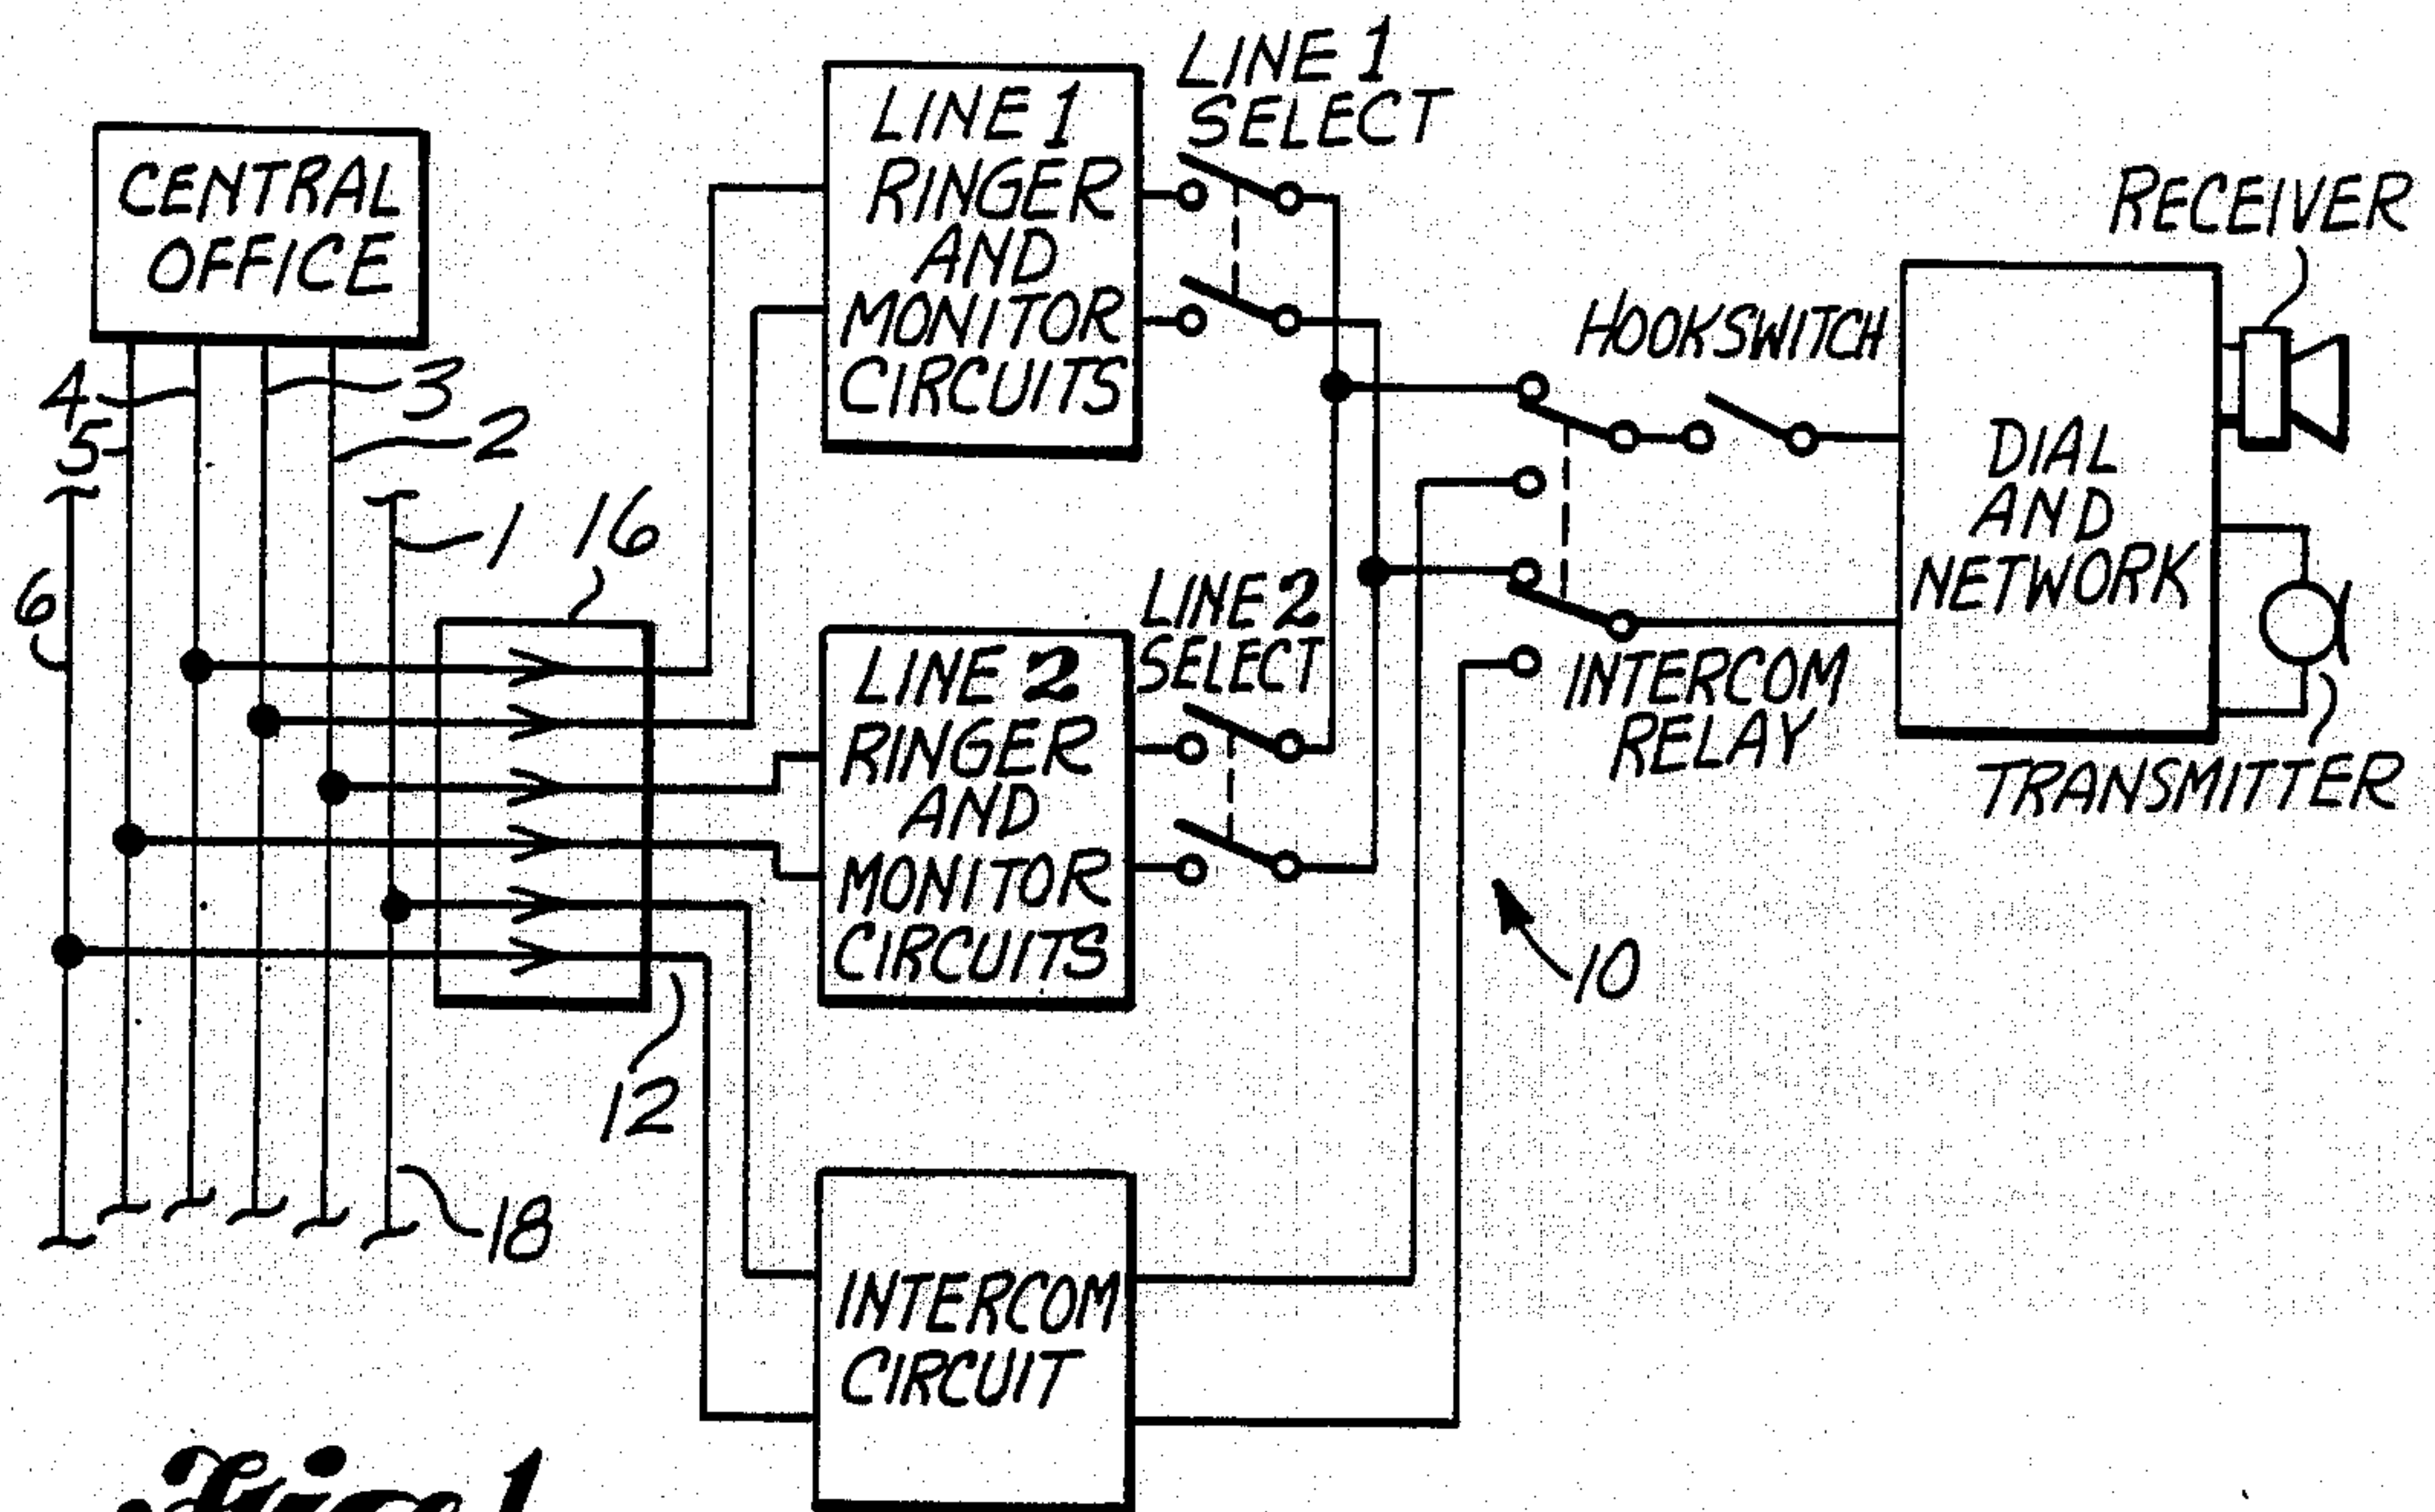 CENTRAL
OFFICE
4
5
3
2
1
6
16
12
18
LINE 1
RINGER
AND
MONITOR
CIRCUITS
LINE 1
SELECT
LINE 2
RINGER
AND
MONITOR
CIRCUITS
LINE 2
SELECT
INTERCOM
CIRCUIT
HOOKSWITCH
INTERCOM
RELAY
10
DIAL
AND
NETWORK
RECEIVER
TRANSMITTER
Fig. 1